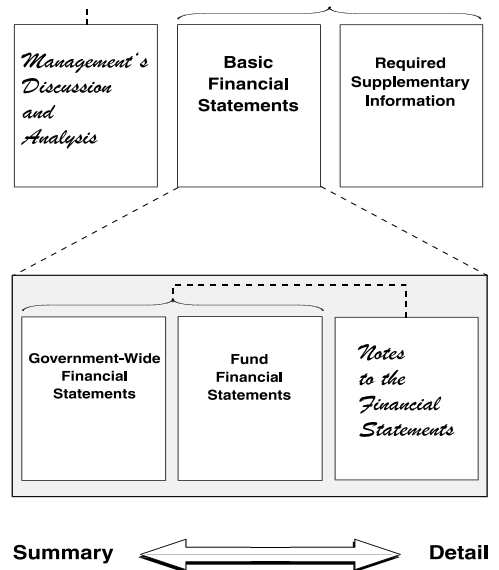 Management's
Discussion
and
Analysis
Basic
Financial
Statements
Required
Supplementary
Information
Government-Wide
Financial
Statements
Fund
Financial
Statements
Notes
to the
Financial
Statements
Summary
Detail